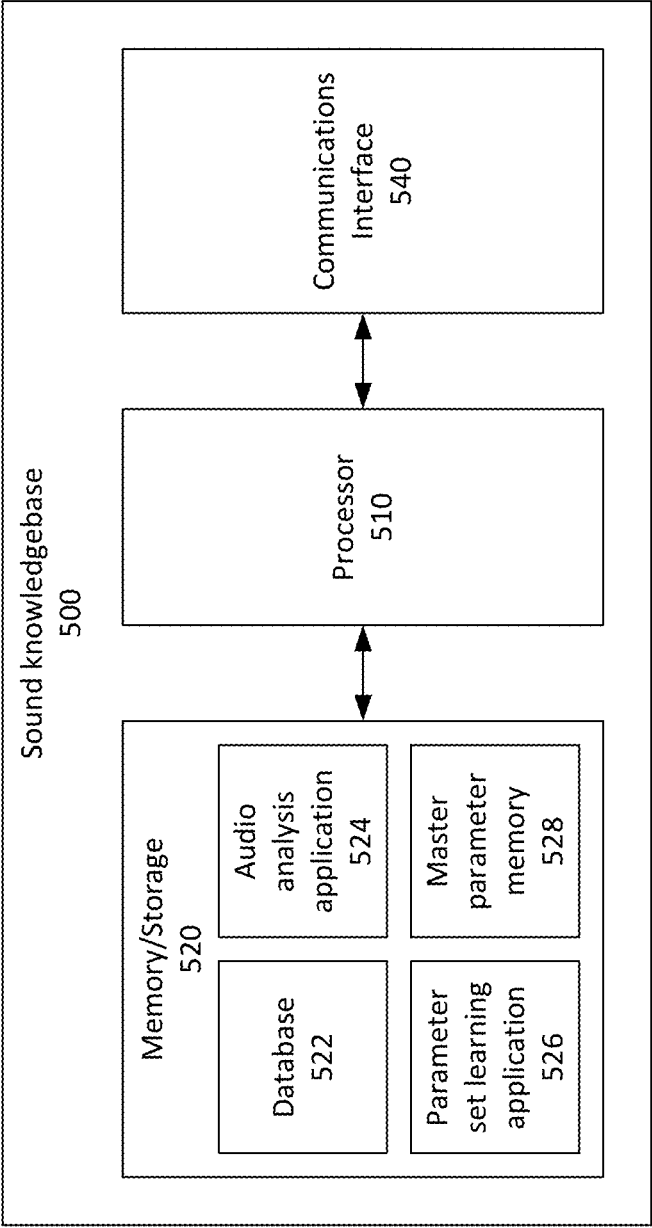 Sound knowledgebase
500
Memory/Storage
520
Database
522
Audio
analysis
application
524
Parameter
set learning
application
526
Master
parameter
memory
528
Processor
510
Communications
Interface
540